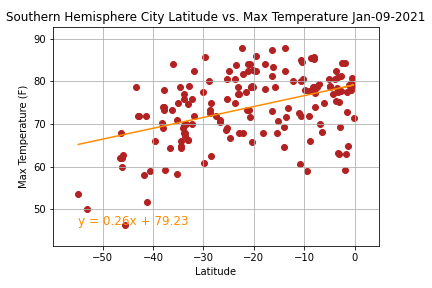 Southern Hemisphere City Latitude vs. Max Temperature Jan-09-2021
Max Temperature (F)
90
80
70
60
50
y = 0.26x + 79.23
−50
−40
−30
−20
−10
0
Latitude